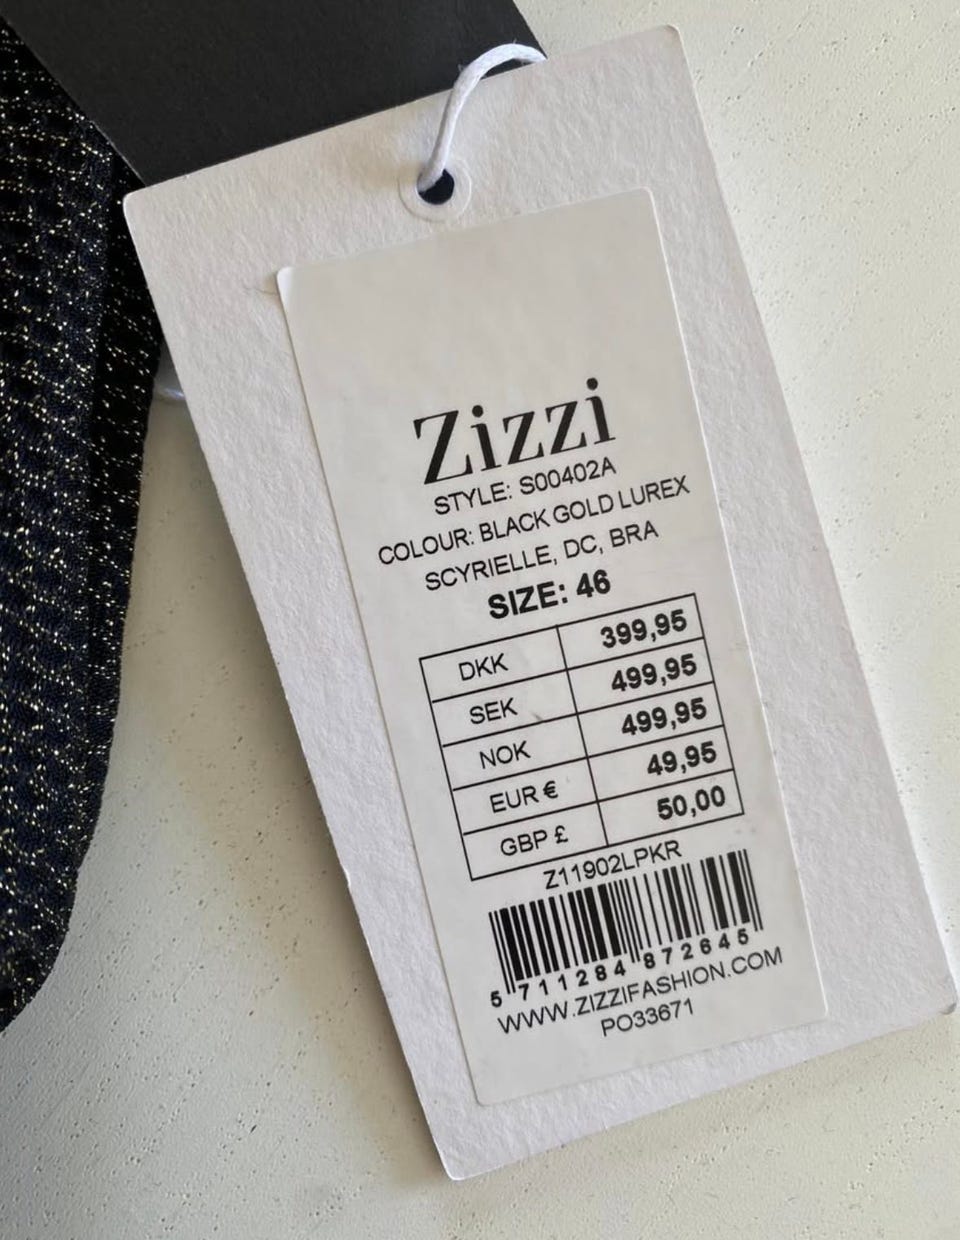 Zizzi
STYLE: S00402A
COLOUR: BLACK GOLD LUREX
SCYRIELLE, DC, BRA
SIZE: 46
DKK 399,95
SEK 499,95
NOK 499,95
EUR € 49,95
GBP £ 50,00
Z11902LPKR
5 711284 872645
WWW.ZIZZIFASHION.COM
PO33671